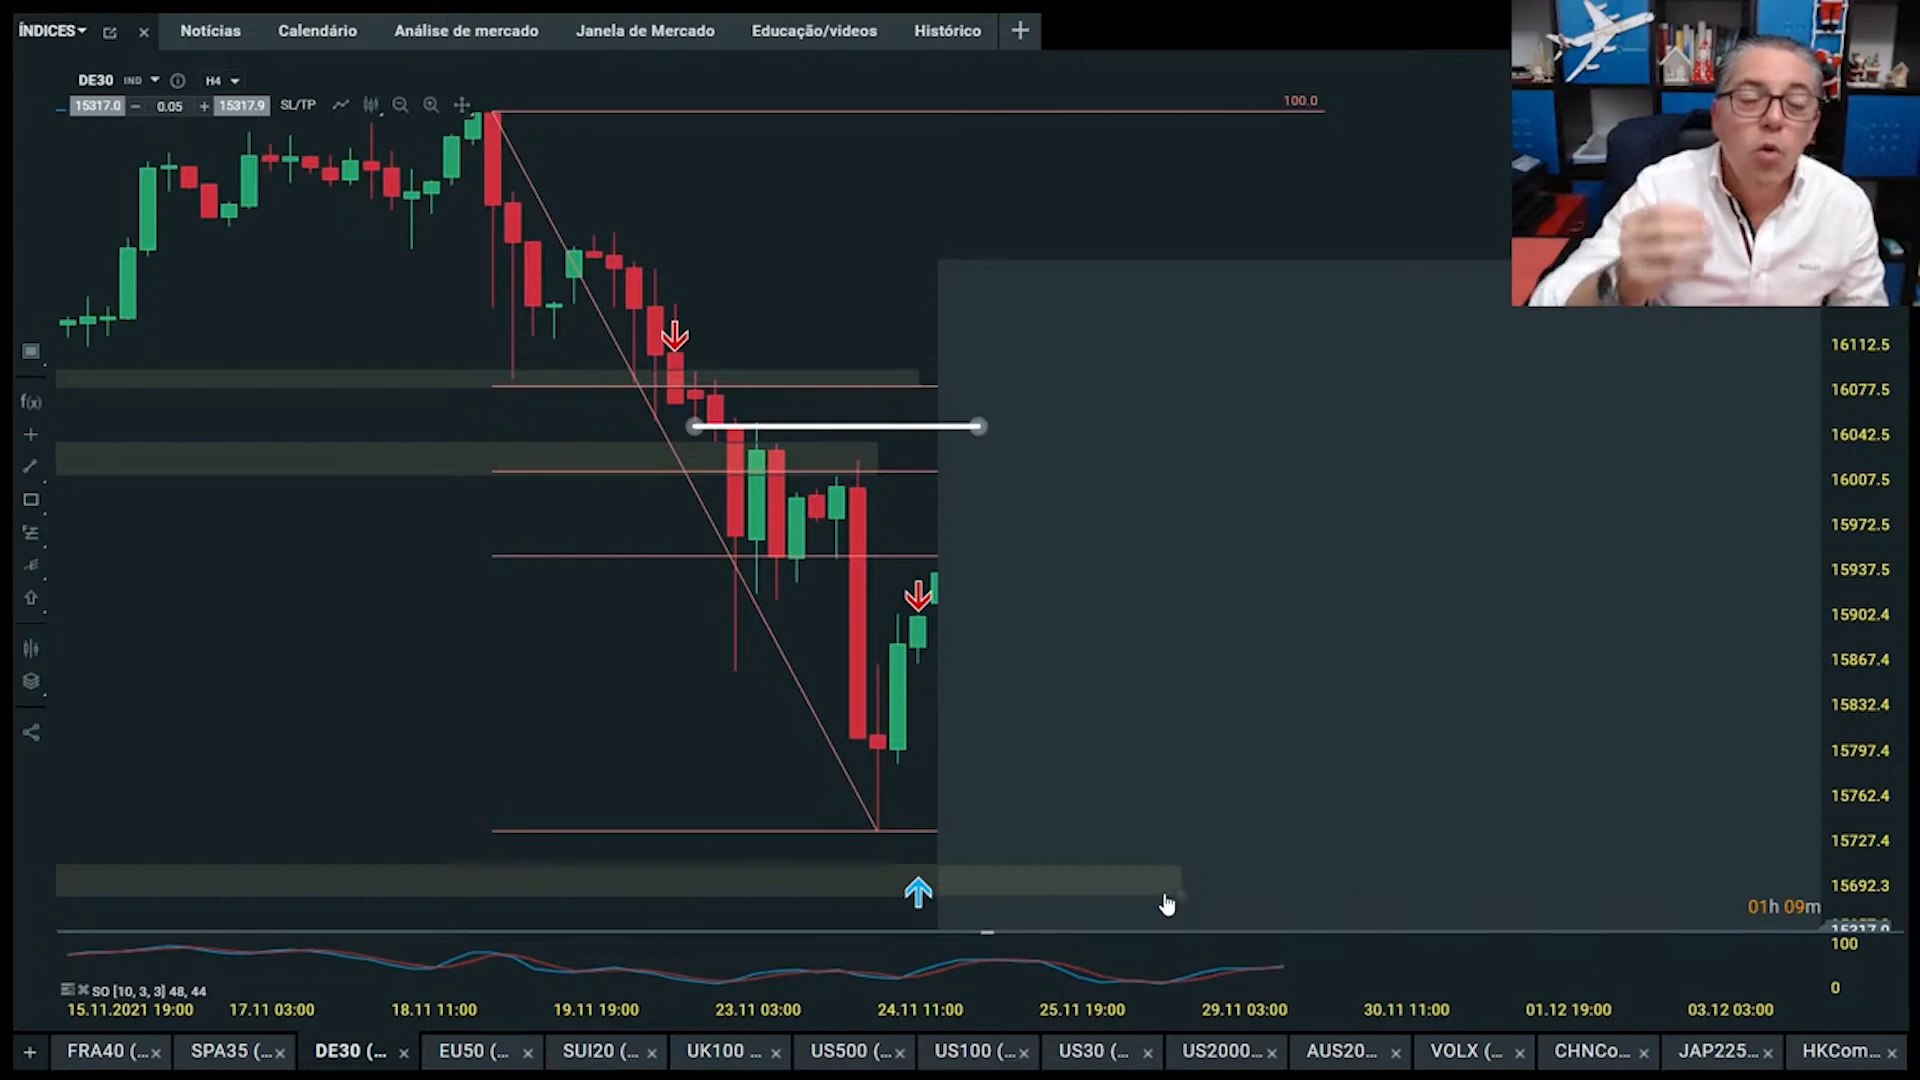 ÍNDICES
Notícias
Calendário
Análise de mercado
Janela de Mercado
Educação/videos
Histórico
DE30 IND H4
15317.0 − 0.05 + 15317.9 SL/TP
100.0
16112.5
16077.5
16042.5
16007.5
15972.5
15937.5
15902.4
15867.4
15832.4
15797.4
15762.4
15727.4
15692.3
f(x)
01h 09m
15317.0
100
0
SO [10, 3, 3] 48, 44
15.11.2021 19:00
17.11 03:00
18.11 11:00
19.11 19:00
23.11 03:00
24.11 11:00
25.11 19:00
29.11 03:00
30.11 11:00
01.12 19:00
03.12 03:00
FRA40 (...
SPA35 (...
DE30 (...
EU50 (...
SUI20 (...
UK100 ...
US500 (...
US100 (...
US30 (...
US2000...
AUS20...
VOLX (...
CHNCo...
JAP225...
HKCom...